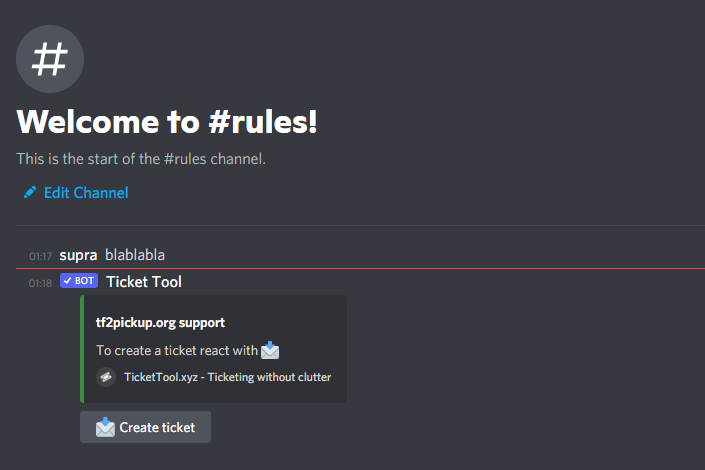 #
Welcome to #rules!
This is the start of the #rules channel.
Edit Channel
01:17 supra blablabla
01:18 BOT Ticket Tool
tf2pickup.org support
To create a ticket react with 📩
TicketTool.xyz - Ticketing without clutter
Create ticket